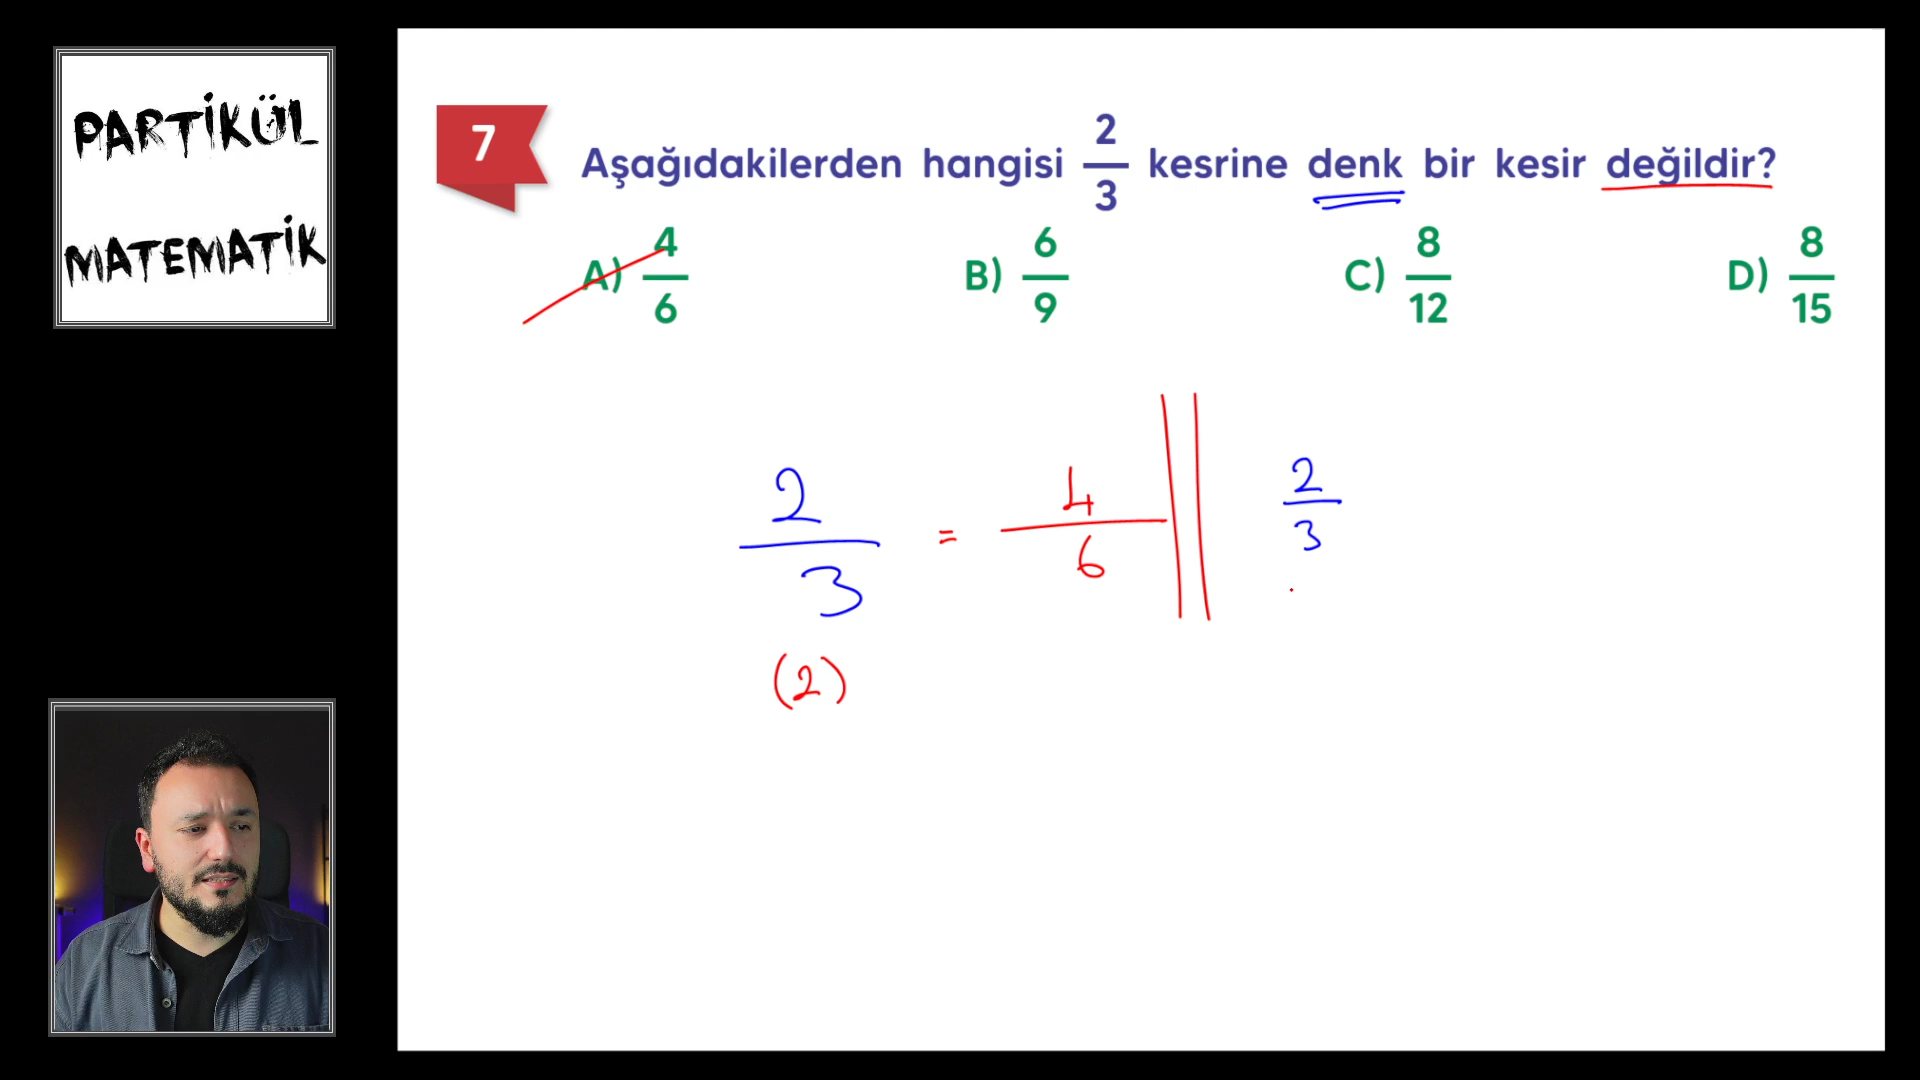 PARTİKÜL
MATEMATİK
7
Aşağıdakilerden hangisi 2/3 kesrine denk bir kesir değildir?
A) 4/6 B) 6/9 C) 8/12 D) 8/15
2/3 = 4/6 2/3
(2)